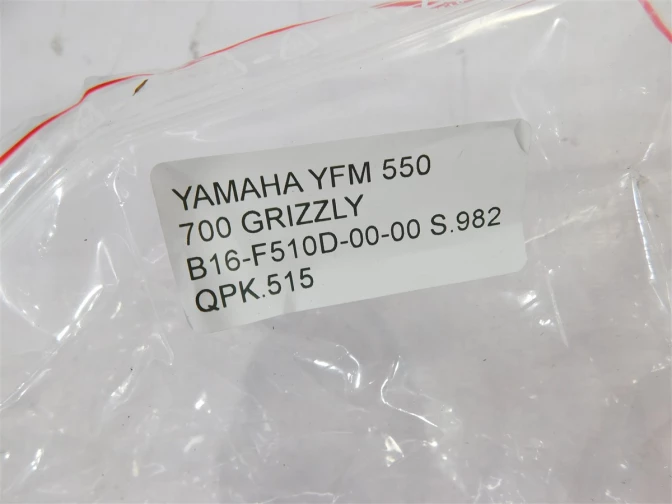 YAMAHA YFM 550
700 GRIZZLY
B16-F510D-00-00 S.982
QPK.515